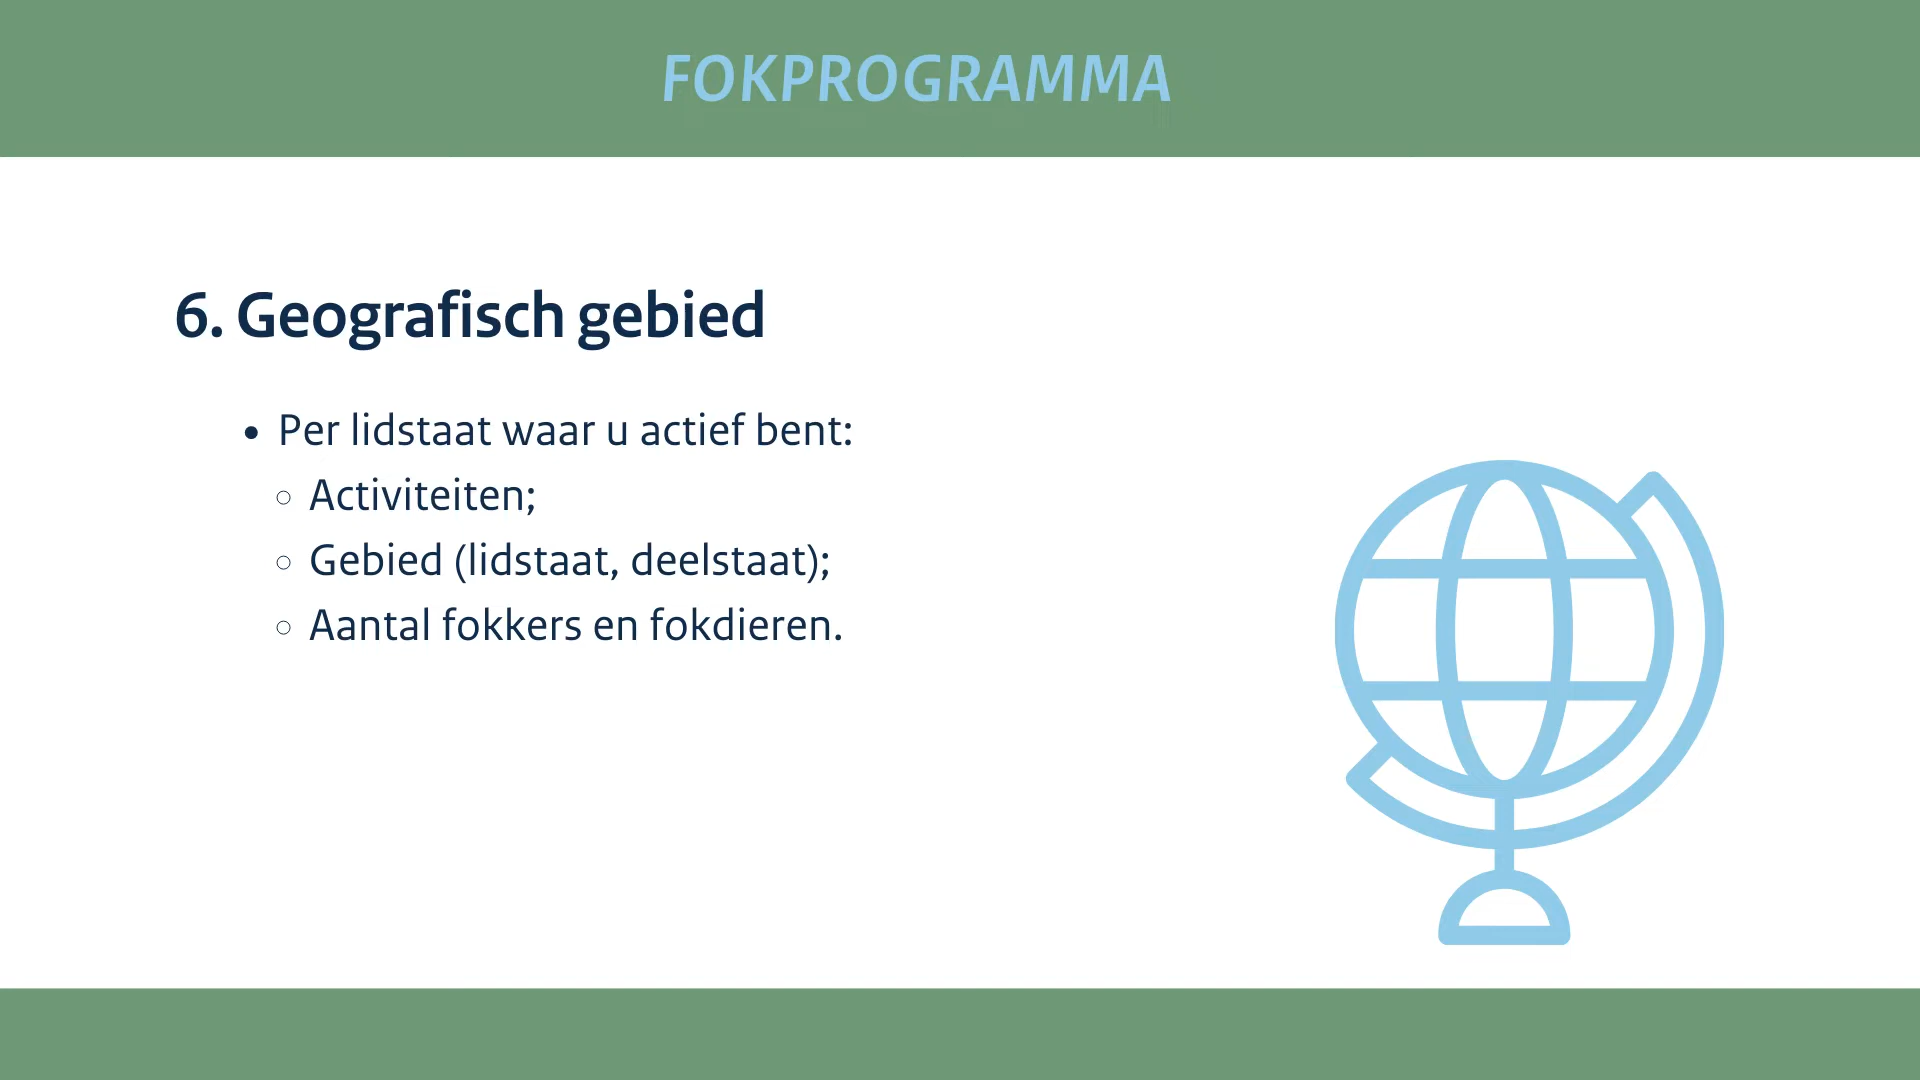 FOKPROGRAMMA
6. Geografisch gebied
• Per lidstaat waar u actief bent:
○ Activiteiten;
○ Gebied (lidstaat, deelstaat);
○ Aantal fokkers en fokdieren.